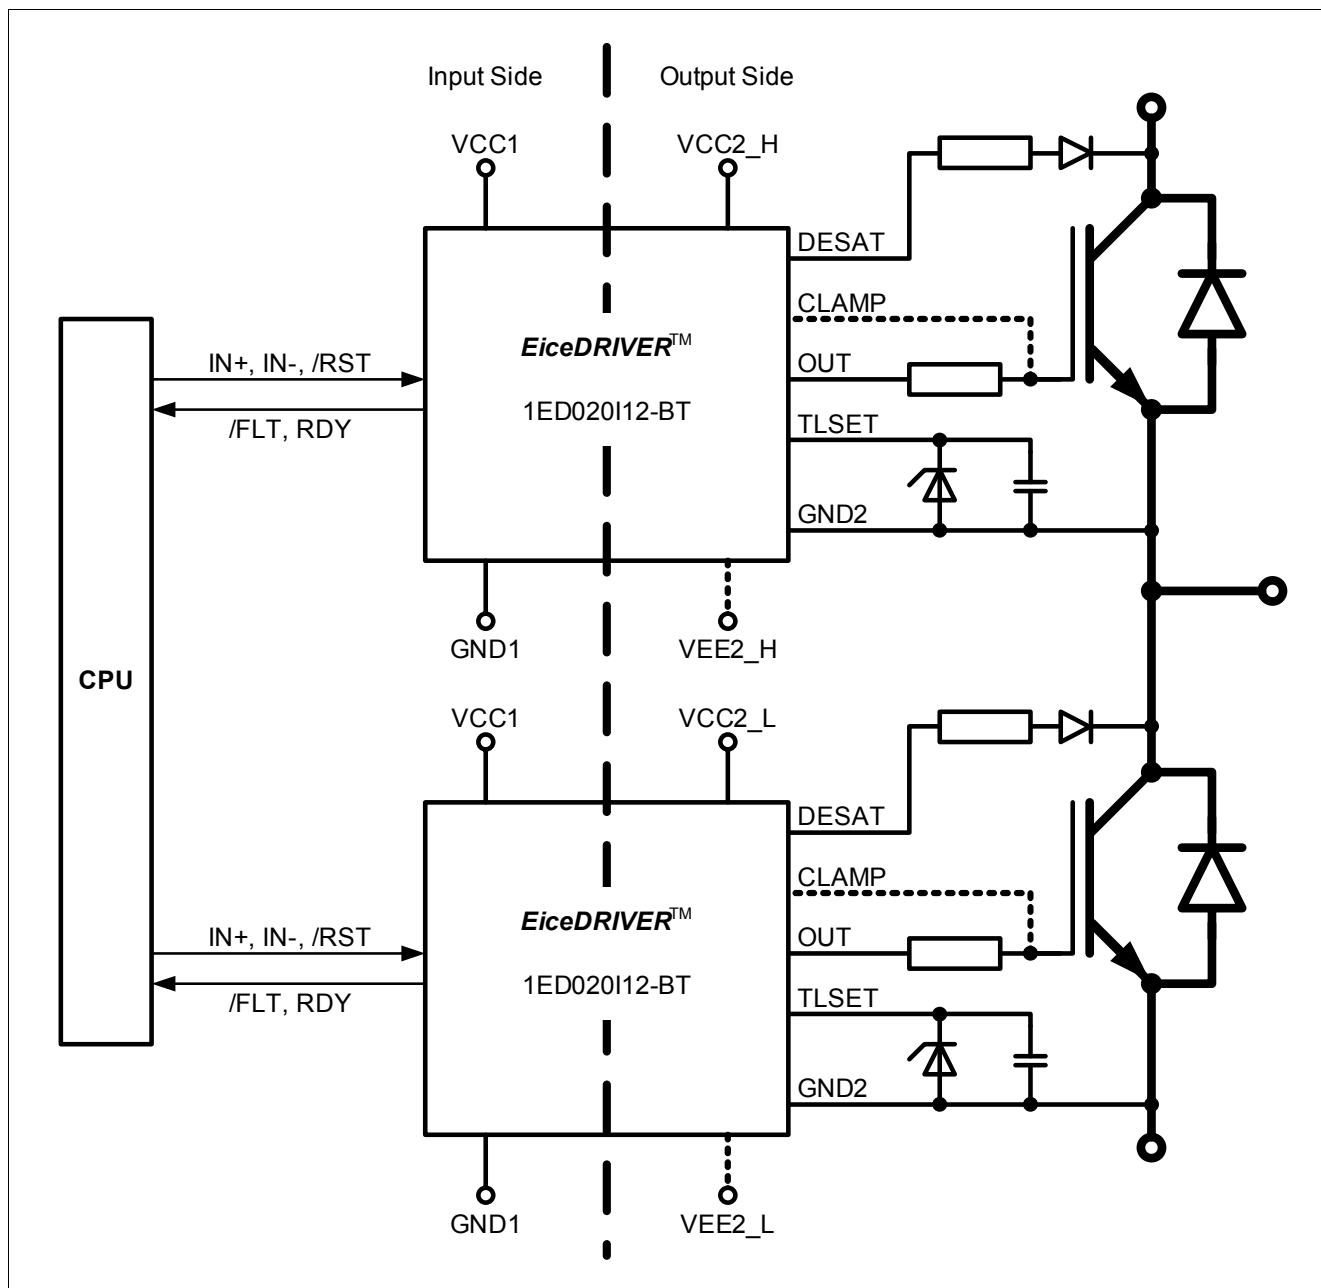 Input Side
Output Side
VCC1
VCC2_H
DESAT
CLAMP
EiceDRIVER™
IN+, IN-, /RST
OUT
1ED020I12-BT
/FLT, RDY
TLSET
GND2
GND1
VEE2_H
CPU
VCC1
VCC2_L
DESAT
CLAMP
EiceDRIVER™
IN+, IN-, /RST
OUT
1ED020I12-BT
/FLT, RDY
TLSET
GND2
GND1
VEE2_L